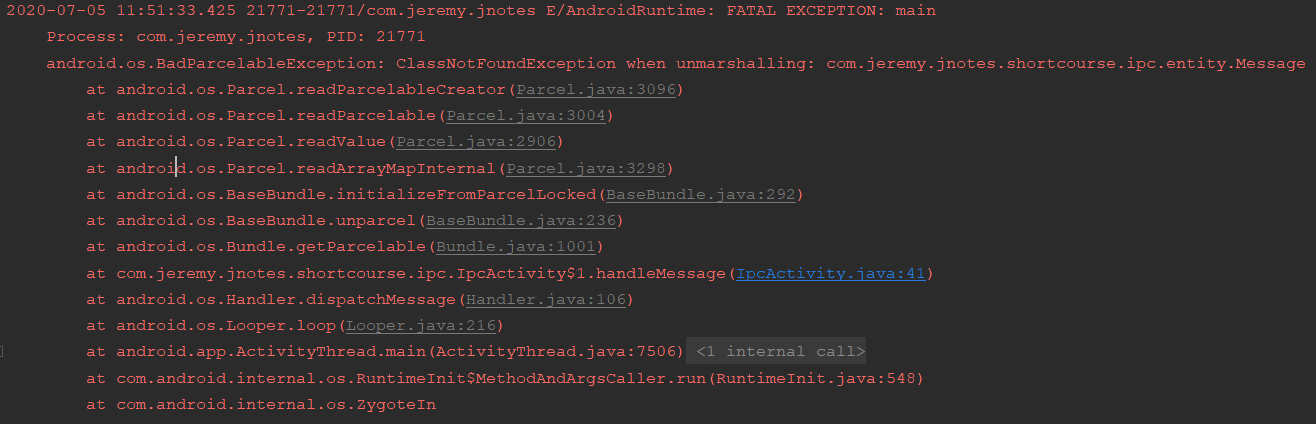 2020-07-05 11:51:33.425 21771-21771/com.jeremy.jnotes E/AndroidRuntime: FATAL EXCEPTION: main
Process: com.jeremy.jnotes, PID: 21771
android.os.BadParcelableException: ClassNotFoundException when unmarshalling: com.jeremy.jnotes.shortcourse.ipc.entity.Message
at android.os.Parcel.readParcelableCreator(Parcel.java:3096)
at android.os.Parcel.readParcelable(Parcel.java:3004)
at android.os.Parcel.readValue(Parcel.java:2906)
at android.os.Parcel.readArrayMapInternal(Parcel.java:3298)
at android.os.BaseBundle.initializeFromParcelLocked(BaseBundle.java:292)
at android.os.BaseBundle.unparcel(BaseBundle.java:236)
at android.os.Bundle.getParcelable(Bundle.java:1001)
at com.jeremy.jnotes.shortcourse.ipc.IpcActivity$1.handleMessage(IpcActivity.java:41)
at android.os.Handler.dispatchMessage(Handler.java:106)
at android.os.Looper.loop(Looper.java:216)
at android.app.ActivityThread.main(ActivityThread.java:7506) <1 internal call>
at com.android.internal.os.RuntimeInit$MethodAndArgsCaller.run(RuntimeInit.java:548)
at com.android.internal.os.ZygoteIn